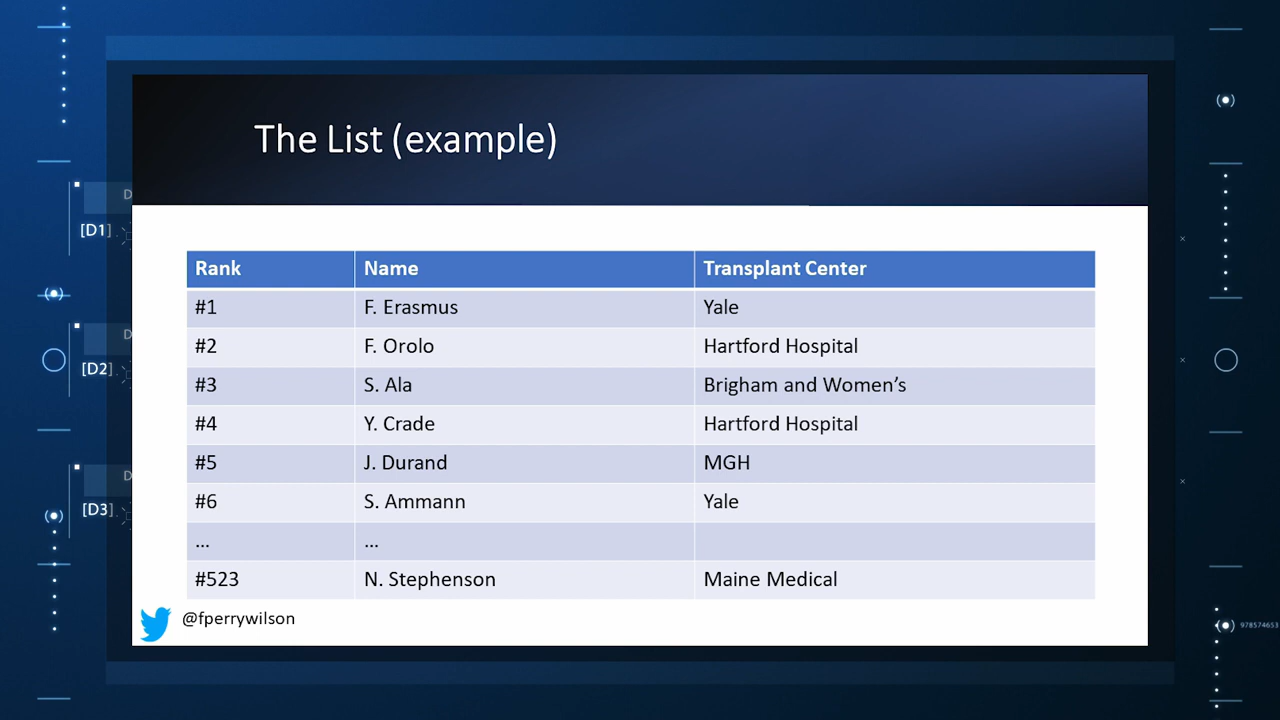 The List (example)
D
[D1]
Rank Name Transplant Center
#1 F. Erasmus Yale
#2 F. Orolo Hartford Hospital
D
[D2]
#3 S. Ala Brigham and Women’s
#4 Y. Crade Hartford Hospital
#5 J. Durand MGH
D
[D3]
#6 S. Ammann Yale
... ...
#523 N. Stephenson Maine Medical
@fperrywilson
978574653